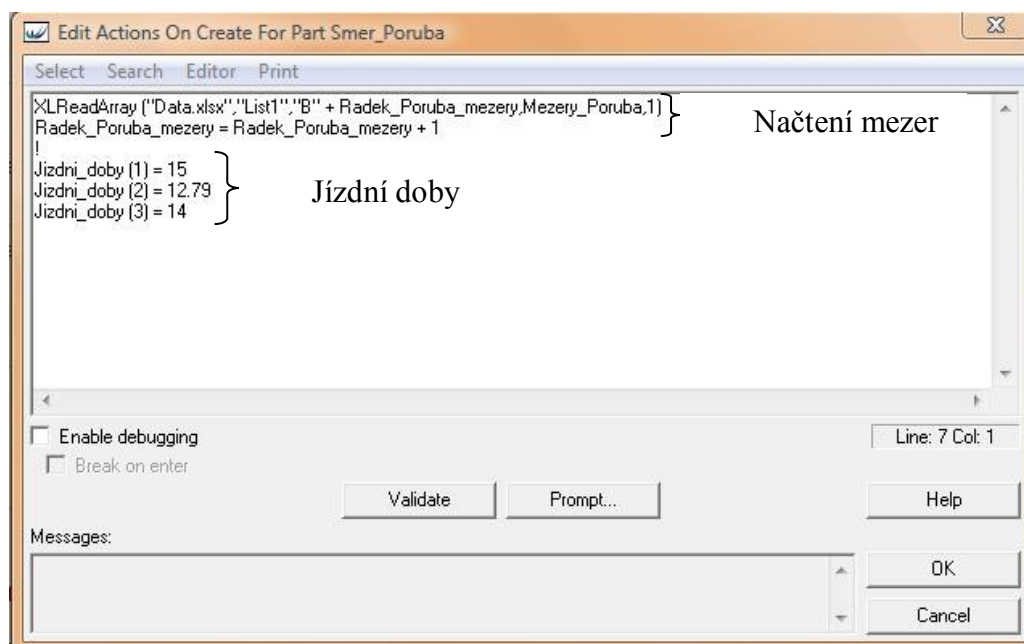 Edit Actions On Create For Part Smer_Poruba
Select Search Editor Print
XLReadArray ("Data.xlsx","List1","B" + Radek_Poruba_mezery,Mezery_Poruba,1)
Radek_Poruba_mezery = Radek_Poruba_mezery + 1
Načtení mezer
!
Jizdni_doby (1) = 15
Jizdni_doby (2) = 12.79
Jizdni_doby (3) = 14
Jízdní doby
Enable debugging
Line: 7 Col: 1
Break on enter
Validate Prompt... Help
Messages:
OK
Cancel